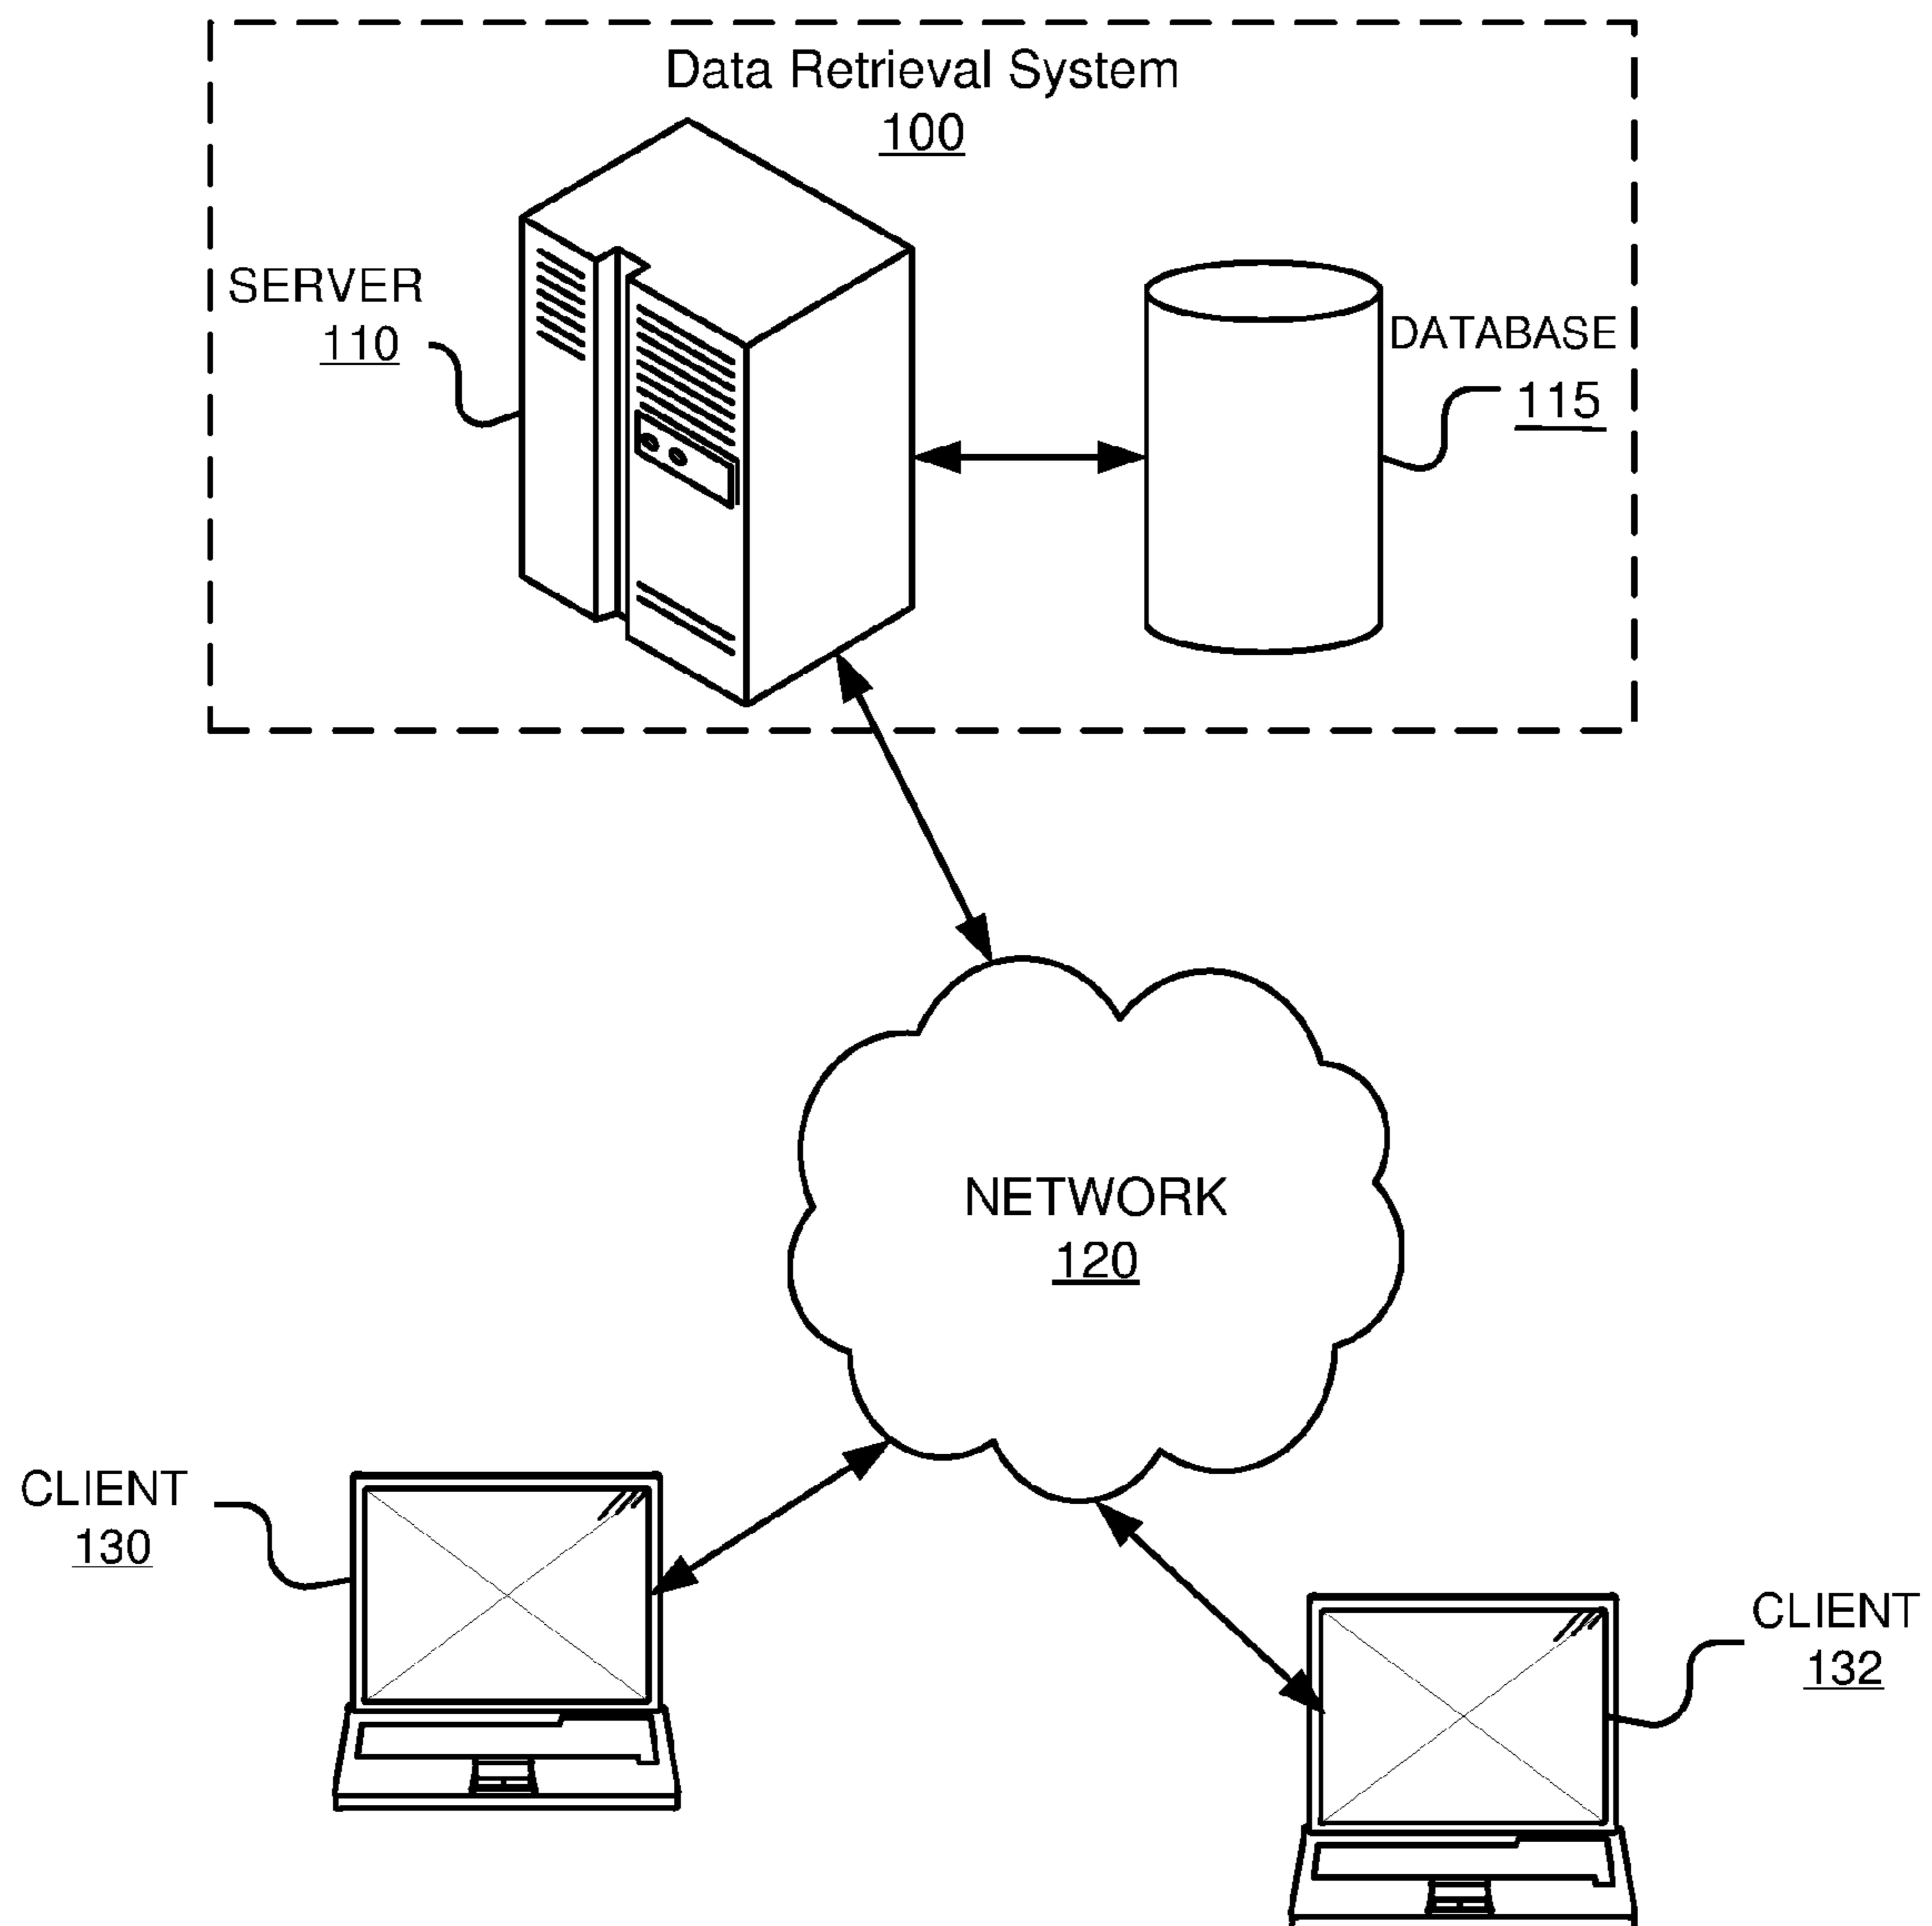 Data Retrieval System
100
SERVER
110
DATABASE
115
NETWORK
120
CLIENT
130
CLIENT
132